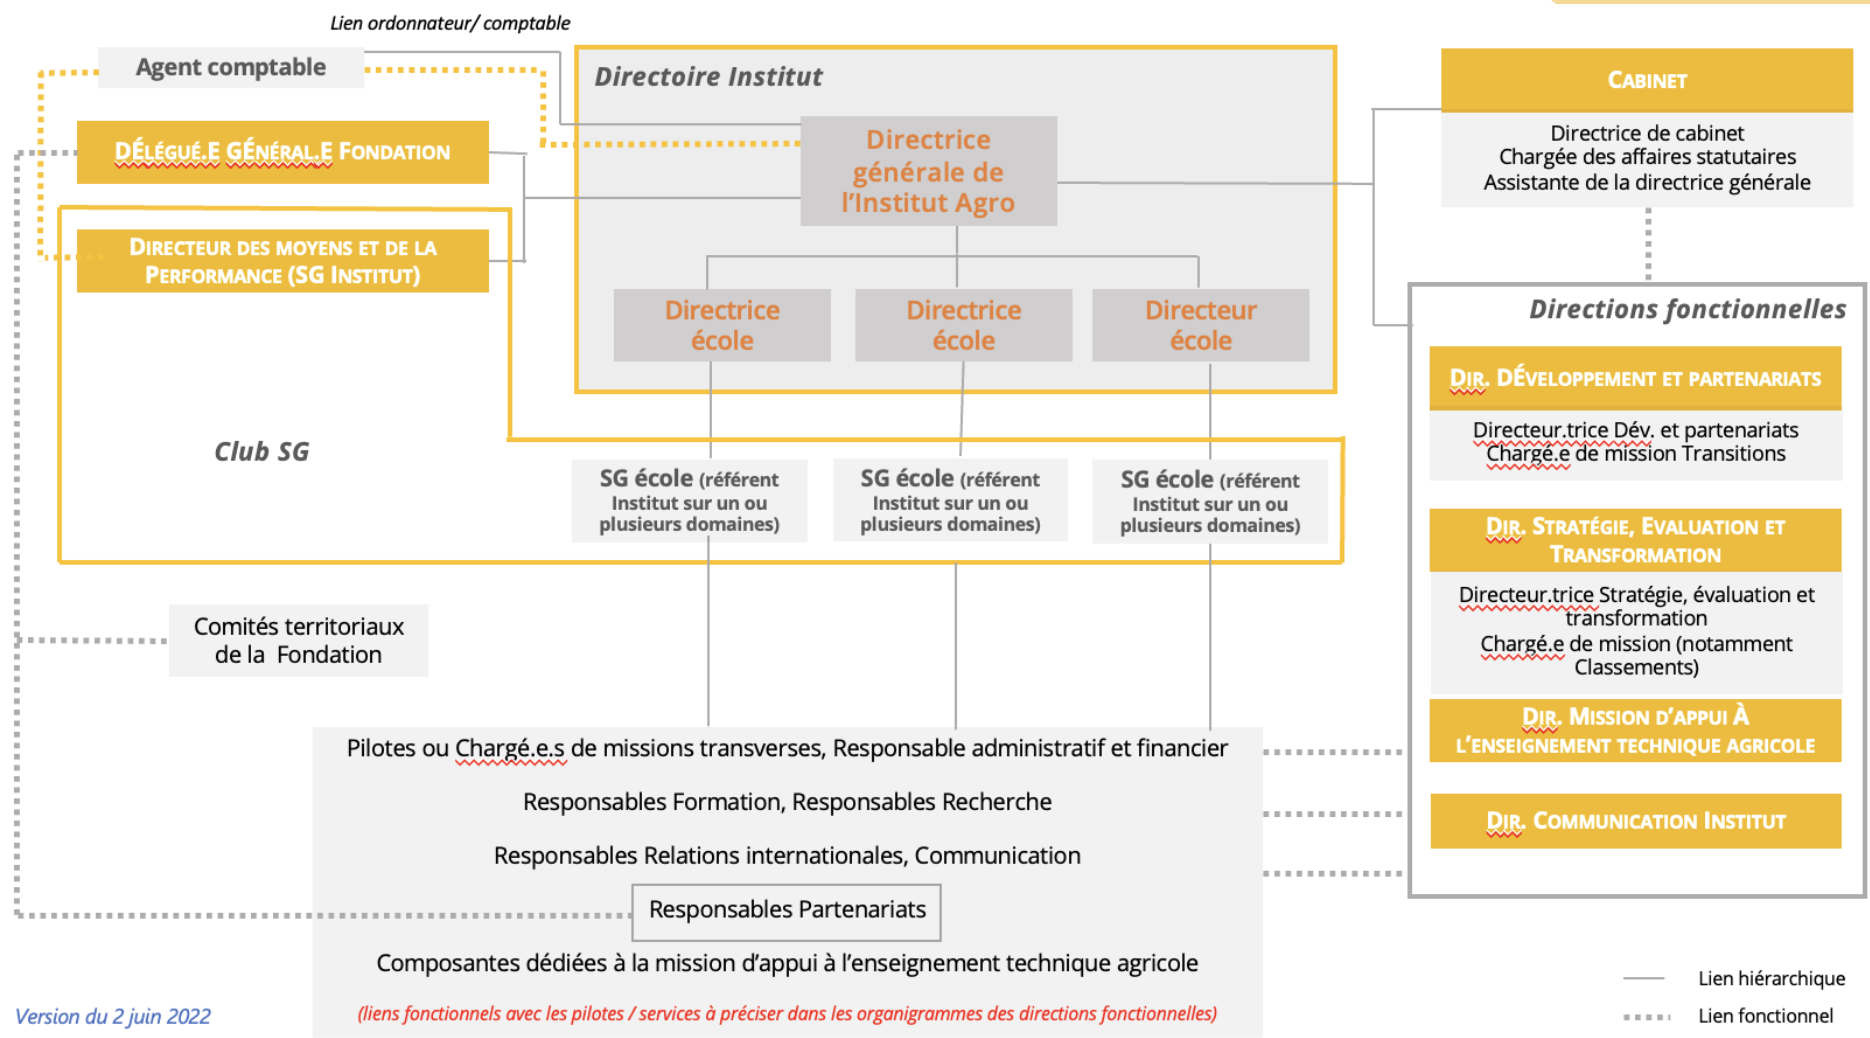 Lien ordonnateur/ comptable
Agent comptable
DÉLÉGUÉ.E GÉNÉRAL.E FONDATION
DIRECTEUR DES MOYENS ET DE LA
PERFORMANCE (SG INSTITUT)
Club SG
Directoire Institut
Directrice
générale de
l'Institut Agro
Directrice
école
Directrice
école
Directeur
école
SG école (référent
Institut sur un ou
plusieurs domaines)
SG école (référent
Institut sur un ou
plusieurs domaines)
SG école (référent
Institut sur un ou
plusieurs domaines)
CABINET
Directrice de cabinet
Chargée des affaires statutaires
Assistante de la directrice générale
Directions fonctionnelles
DIR. DÉVELOPPEMENT ET PARTENARIATS
Directeur.trice Dév. et partenariats
Chargé.e de mission Transitions
DIR. STRATÉGIE, EVALUATION ET
TRANSFORMATION
Directeur.trice Stratégie, évaluation et
transformation
Chargé.e de mission (notamment
Classements)
DIR. MISSION D'APPUI À
L'ENSEIGNEMENT TECHNIQUE AGRICOLE
DIR. COMMUNICATION INSTITUT
Comités territoriaux
de la Fondation
Pilotes ou Chargé.e.s de missions transverses, Responsable administratif et financier
Responsables Formation, Responsables Recherche
Responsables Relations internationales, Communication
Responsables Partenariats
Composantes dédiées à la mission d'appui à l'enseignement technique agricole
(liens fonctionnels avec les pilotes / services à préciser dans les organigrammes des directions fonctionnelles)
Version du 2 juin 2022
Lien hiérarchique
Lien fonctionnel